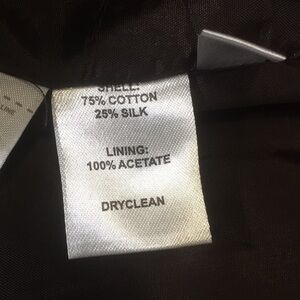 SHELL:
75% COTTON
25% SILK
LINING:
100% ACETATE
DRYCLEAN